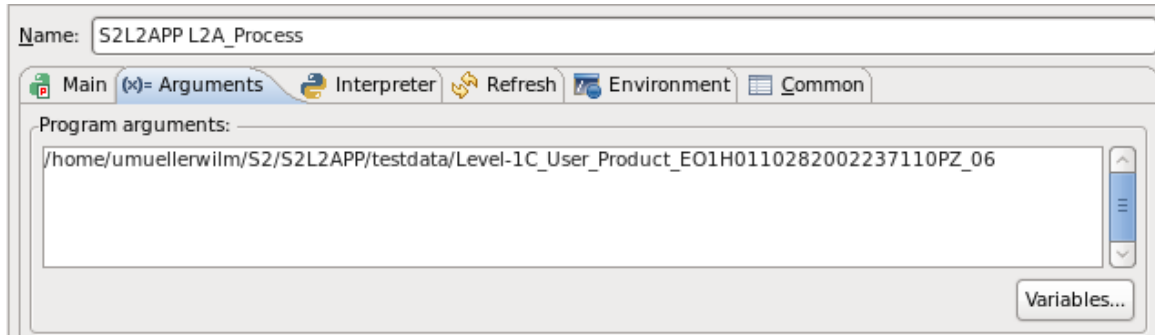 Name: S2L2APP L2A_Process
Main (x)= Arguments Interpreter Refresh Environment Common
Program arguments:
/home/umuellerwilm/S2/S2L2APP/testdata/Level-1C_User_Product_EO1H0110282002237110PZ_06
Variables...